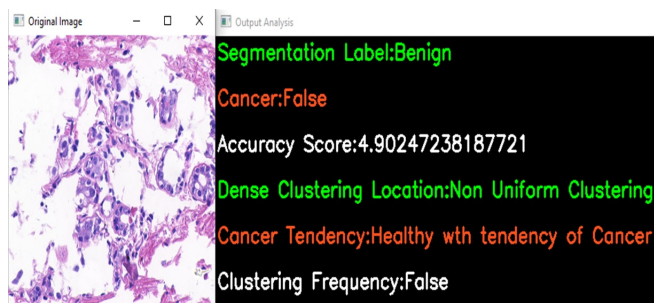 Original Image
Output Analysis
Segmentation Label:Benign
Cancer:False
Accuracy Score:4.90247238187721
Dense Clustering Location:Non Uniform Clustering
Cancer Tendency:Healthy wth tendency of Cancer
Clustering Frequency:False